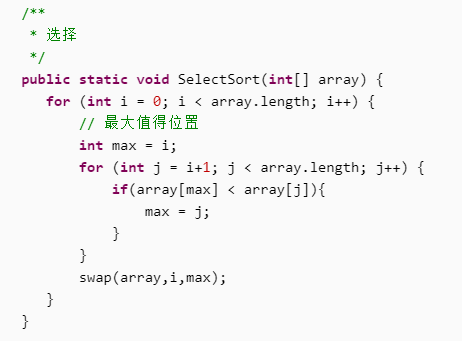 /**
 * 选择
 */
public static void SelectSort(int[] array) {
   for (int i = 0; i < array.length; i++) {
       // 最大值得位置
       int max = i;
       for (int j = i+1; j < array.length; j++) {
           if(array[max] < array[j]){
               max = j;
           }
       }
       swap(array,i,max);
   }
}